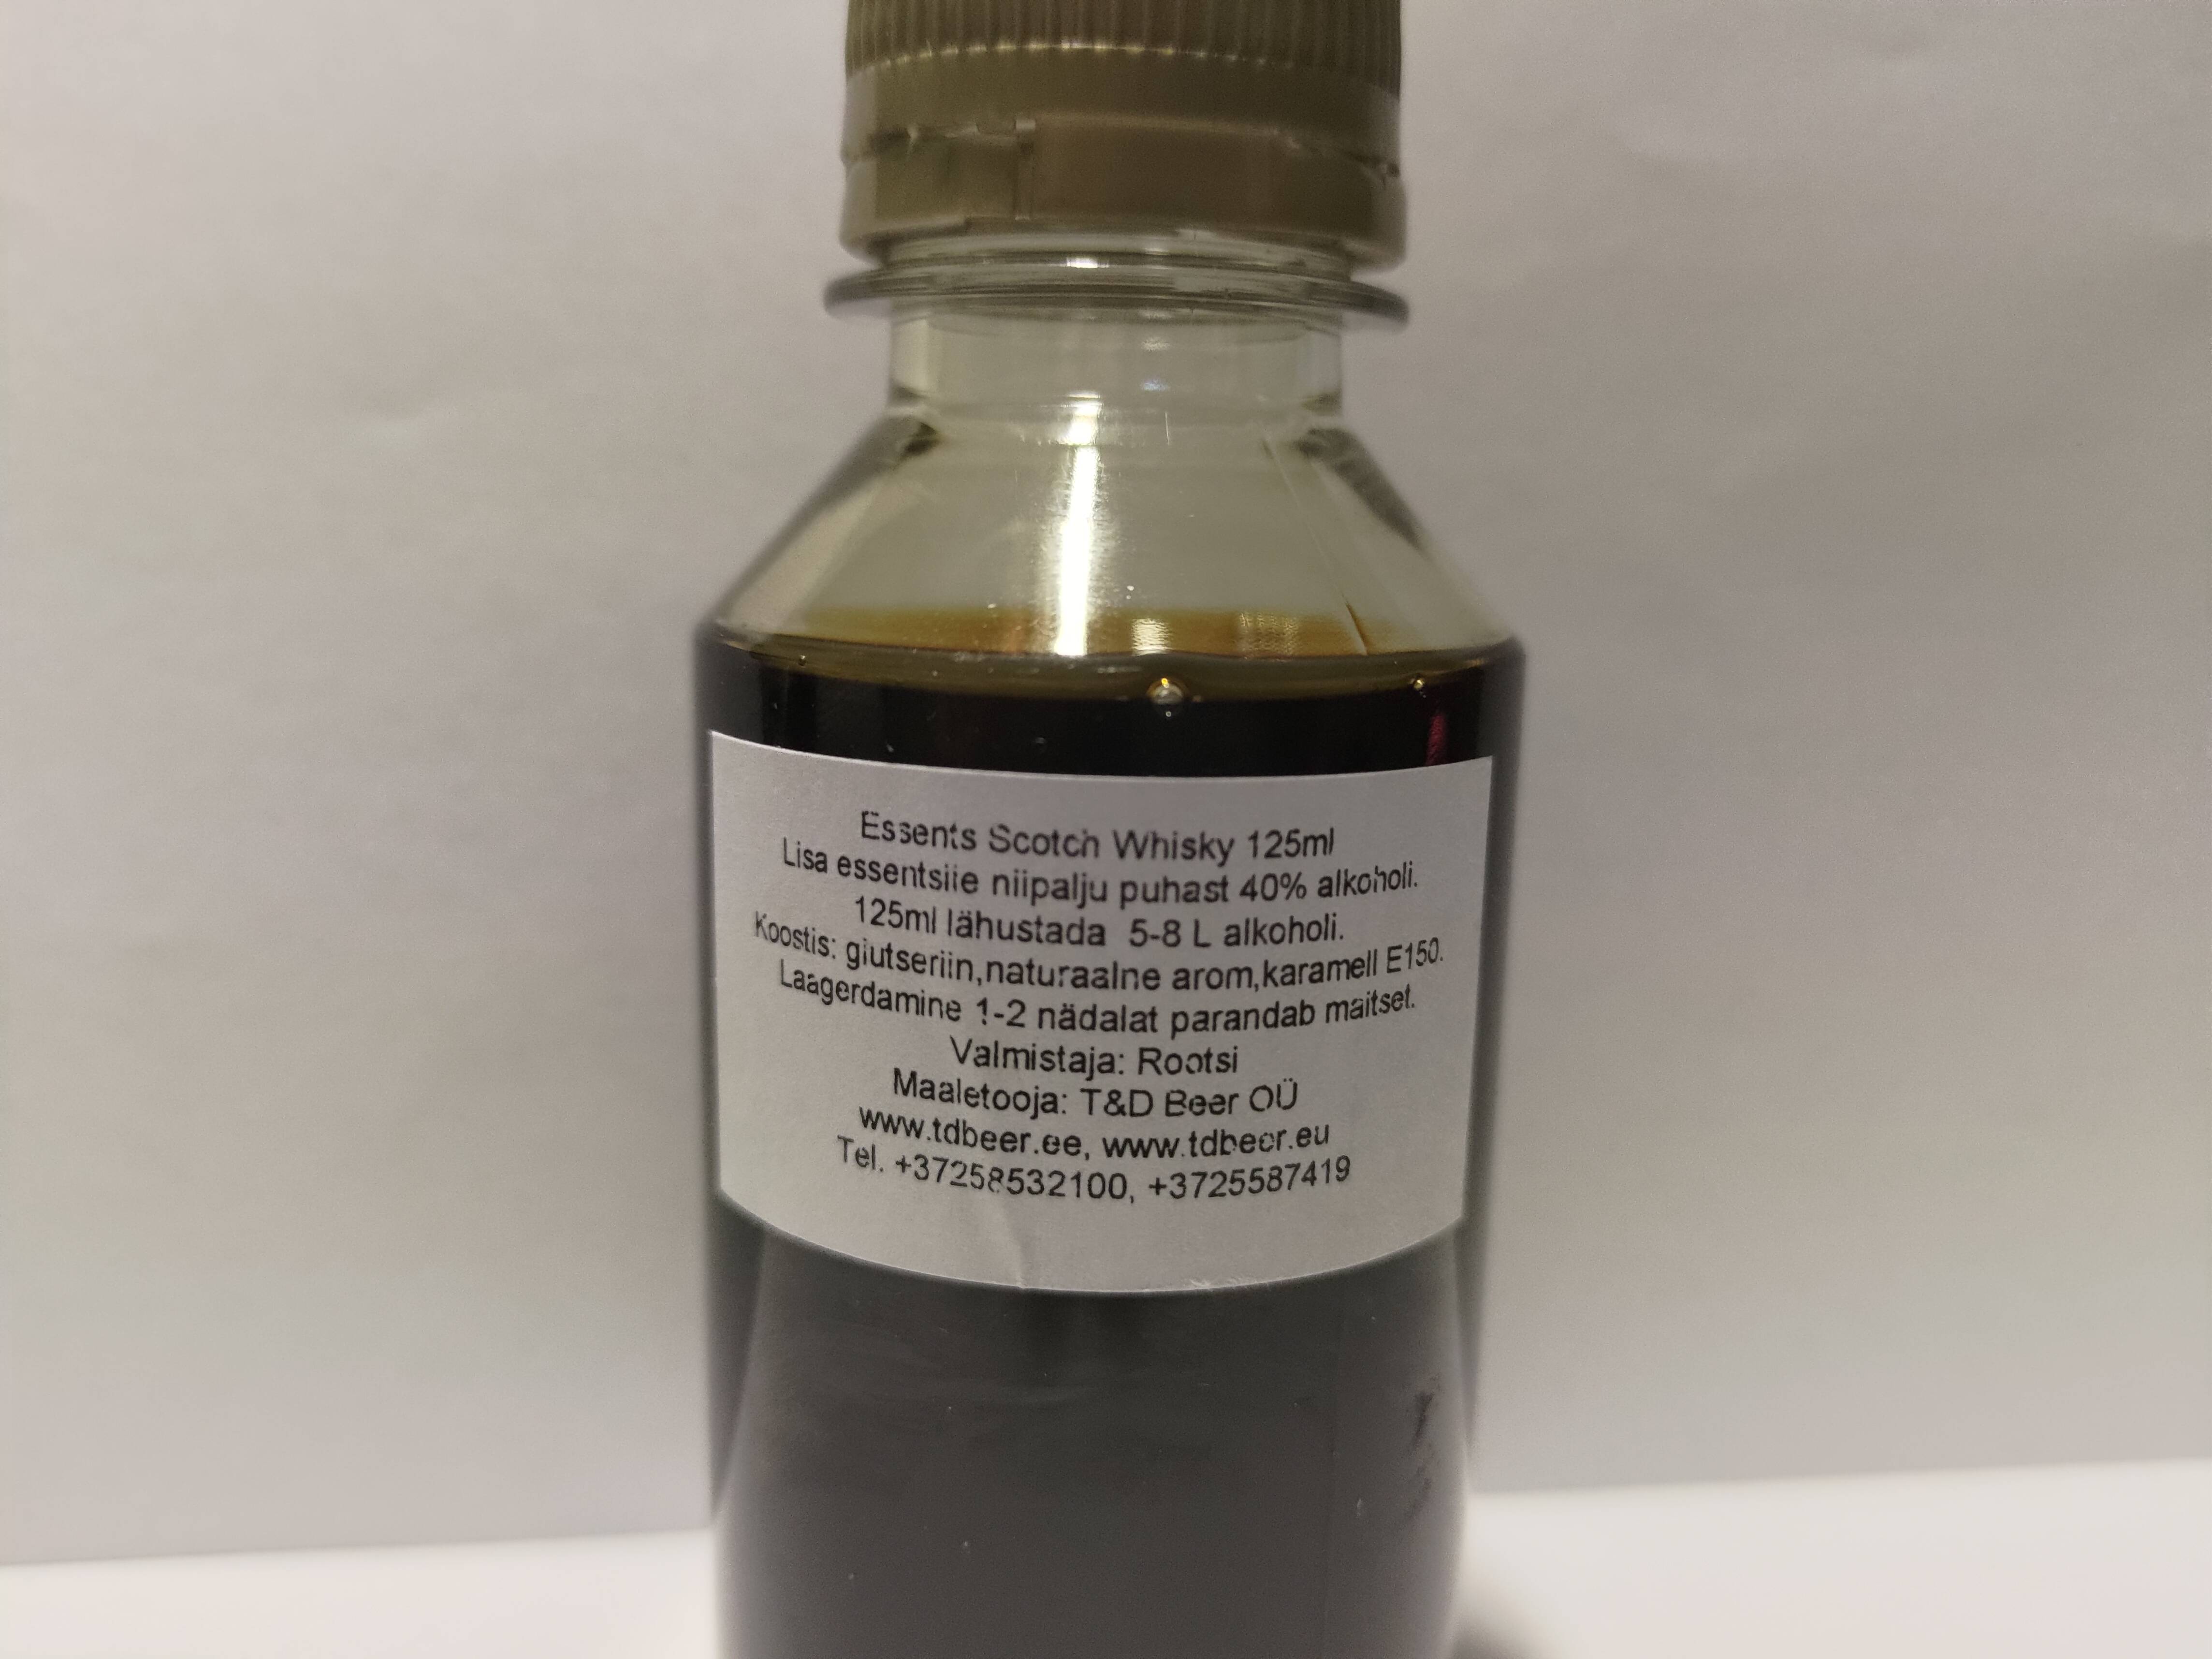 Essents Scotch Whisky 125ml
Lisa essentsiie niipalju puhast 40% alkoholi.
125ml lähustada 5-8 L alkoholi.
Koostis: giutseriin,naturaalne arom,karamell E150.
Laagerdamine 1-2 nädalat parandab maitset.
Valmistaja: Rootsi
Maaletooja: T&D Beer OÜ
www.tdbeer.ee, www.tdbeer.eu
Tel. +37258532100, +3725587419